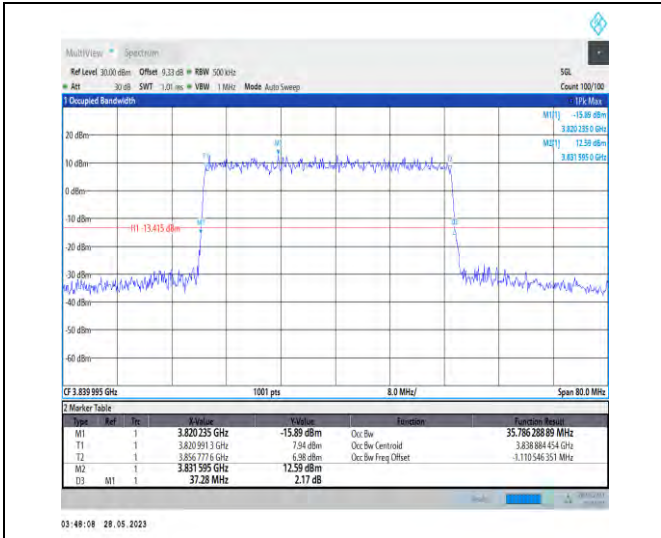 MultiView Spectrum
Ref Level 30.00 dBm Offset 9.33 dB RBW 500 kHz SGL
Att 30 dB SWT 1.01 ms VBW 1 MHz Mode Auto Sweep Count 100/100
1 Occupied Bandwidth 1Pk Max
M1[1] -15.89 dBm
3.820 235 0 GHz
M2[1] 12.59 dBm
3.831 595 0 GHz
20 dBm
M2
T1
10 dBm
0 dBm
-10 dBm
H1 -13.415 dBm
M1
D3
-20 dBm
-30 dBm
-40 dBm
-50 dBm
-60 dBm
CF 3.839 995 GHz 1001 pts 8.0 MHz/ Span 80.0 MHz
2 Marker Table
Type Ref Trc X-Value Y-Value Function Function Result
M1 1 3.820 235 GHz -15.89 dBm Occ Bw 35.786 288 89 MHz
T1 1 3.820 991 3 GHz 7.94 dBm Occ Bw Centroid 3.838 884 454 GHz
T2 1 3.856 777 6 GHz 6.98 dBm Occ Bw Freq Offset -1.110 546 351 MHz
M2 1 3.831 595 GHz 12.59 dBm
D3 M1 1 37.28 MHz 2.17 dB
03:48:08 28.05.2023